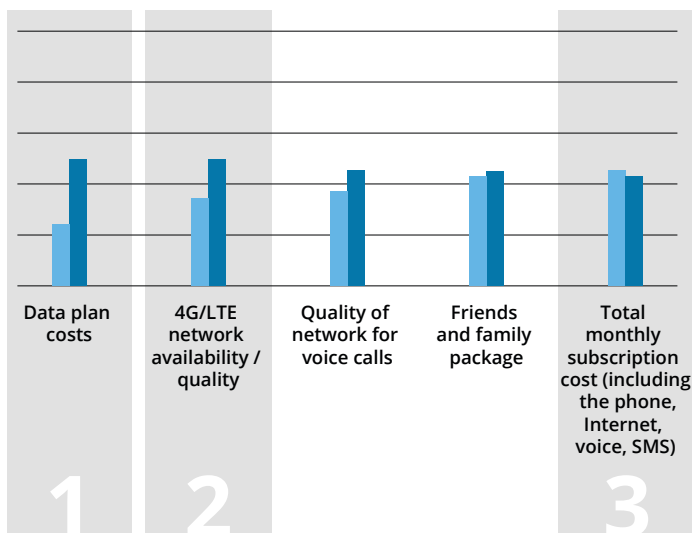 Data plan
costs
4G/LTE
network
availability /
quality
Quality of
network for
voice calls
Friends
and family
package
Total
monthly
subscription
cost (including
the phone,
Internet,
voice, SMS)
1
2
3